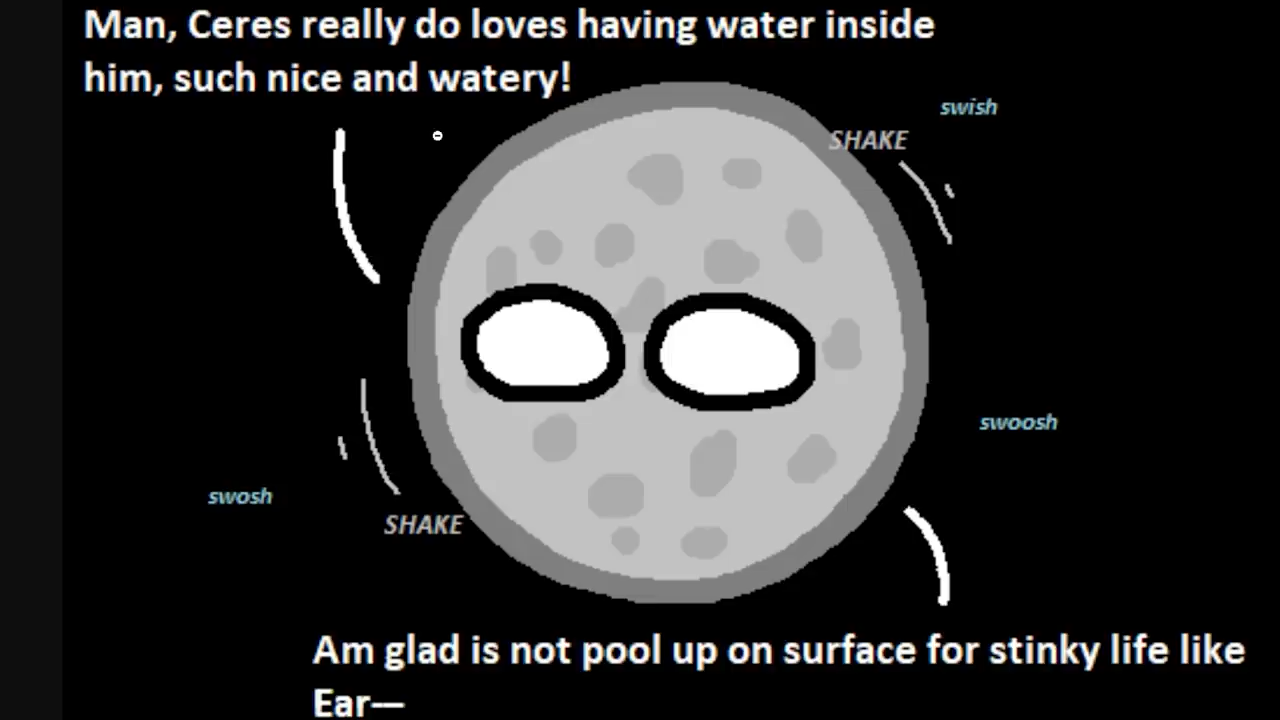 Man, Ceres really do loves having water inside
him, such nice and watery!
swish
SHAKE
swoosh
swosh
SHAKE
Am glad is not pool up on surface for stinky life like
Ear—